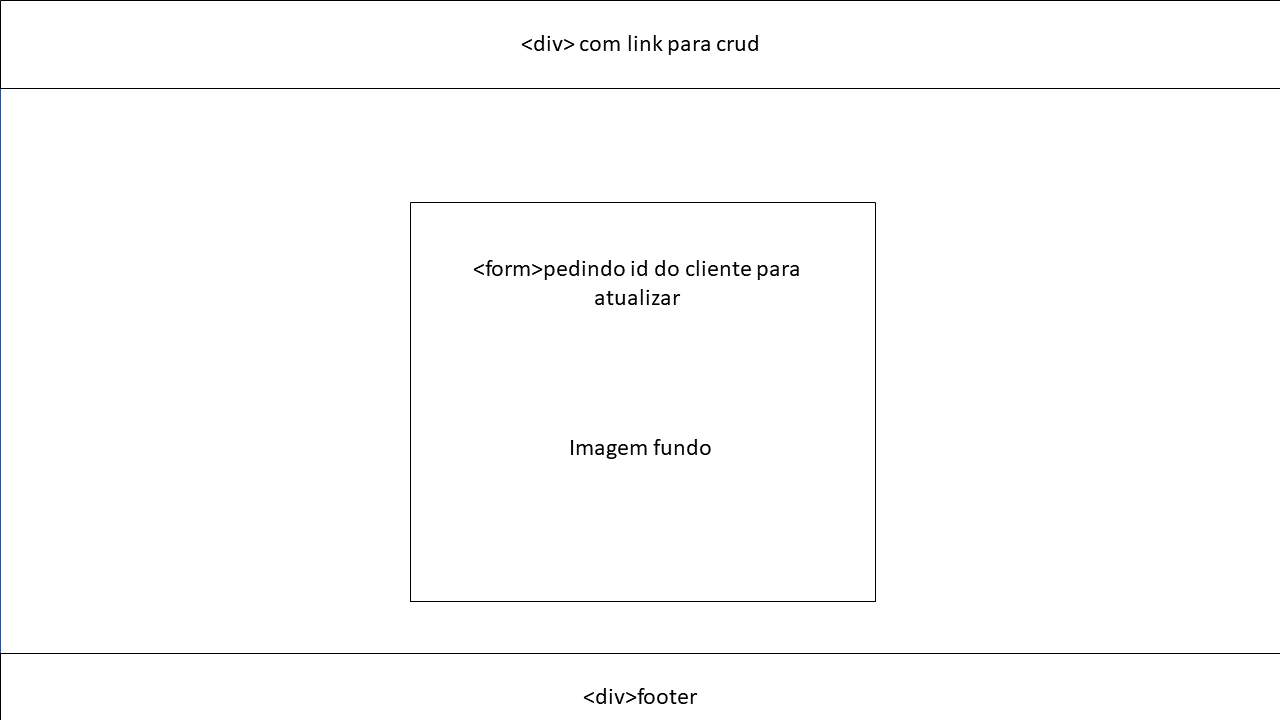 <div> com link para crud
<form>pedindo id do cliente para
atualizar
Imagem fundo
<div>footer